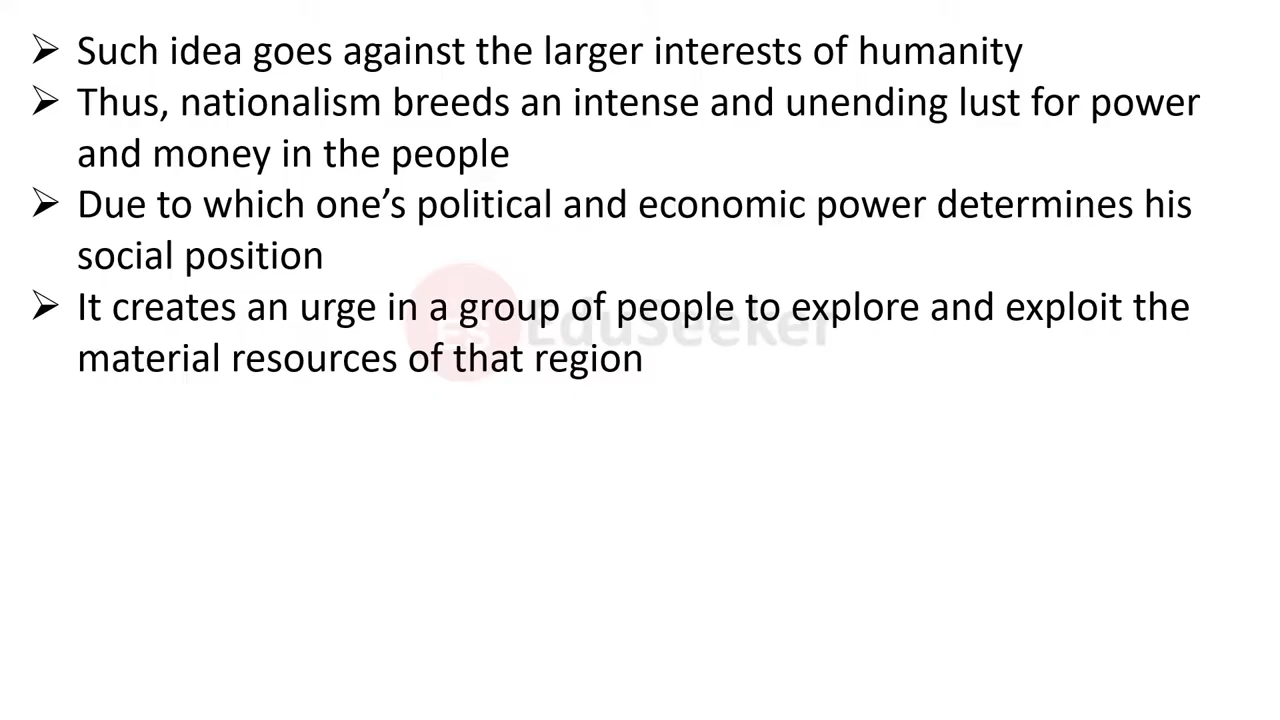 ➢ Such idea goes against the larger interests of humanity
➢ Thus, nationalism breeds an intense and unending lust for power
and money in the people
➢ Due to which one's political and economic power determines his
social position
➢ It creates an urge in a group of people to explore and exploit the
material resources of that region
ES EduSeeker